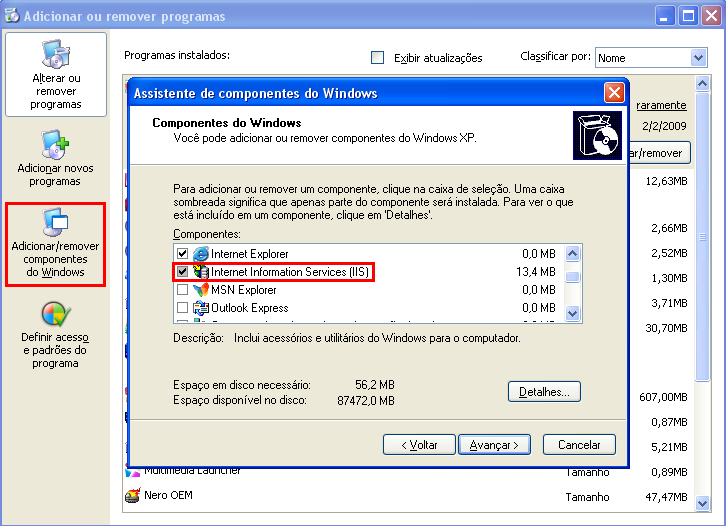 Adicionar ou remover programas
Alterar ou
remover
programas
Adicionar novos
programas
Adicionar/remover
componentes
do Windows
Definir acesso
e padrões do
programa
Programas instalados:
Exibir atualizações
Classificar por:
Nome
raramente
2/2/2009
ar/remover
12,63MB
2,66MB
2,52MB
1,30MB
3,71MB
30,70MB
607,00MB
0,87MB
5,21MB
Multimedia Launcher
Tamanho
0,89MB
Nero OEM
Tamanho
47,47MB
Assistente de componentes do Windows
Componentes do Windows
Você pode adicionar ou remover componentes do Windows XP.
Para adicionar ou remover um componente, clique na caixa de seleção. Uma caixa
sombreada significa que apenas parte do componente será instalada. Para ver o que
está incluído em um componente, clique em 'Detalhes'.
Componentes:
Internet Explorer
0,0 MB
Internet Information Services (IIS)
13,4 MB
MSN Explorer
0,0 MB
Outlook Express
0,0 MB
Descrição: Inclui acessórios e utilitários do Windows para o computador.
Espaço em disco necessário: 56,2 MB
Espaço disponível no disco: 87472,0 MB
Detalhes...
< Voltar
Avançar >
Cancelar